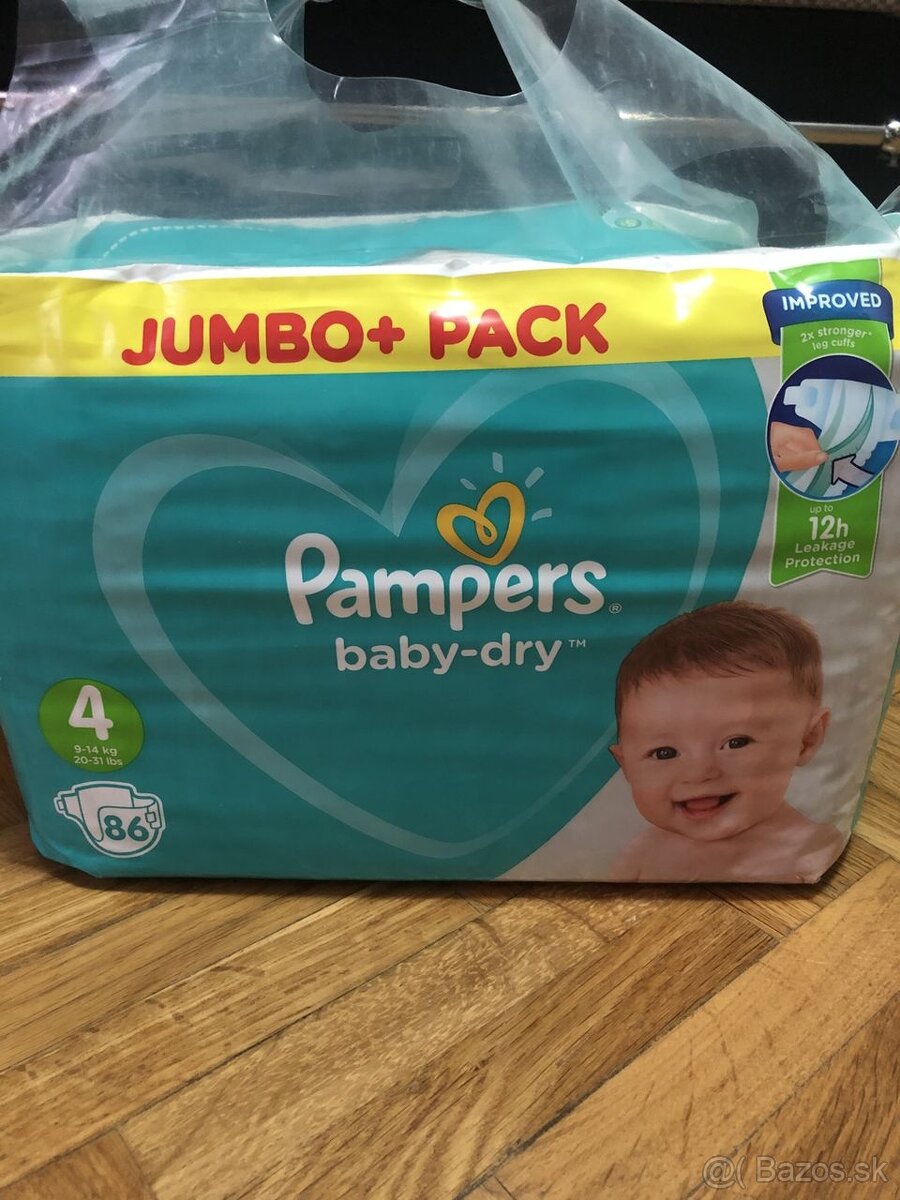 JUMBO+ PACK
IMPROVED
2x stronger*
leg cuffs
up to
12h
Leakage
Protection
Pampers®
baby-dry™
4
9-14 kg
20-31 lbs
86
@( Bazos.sk